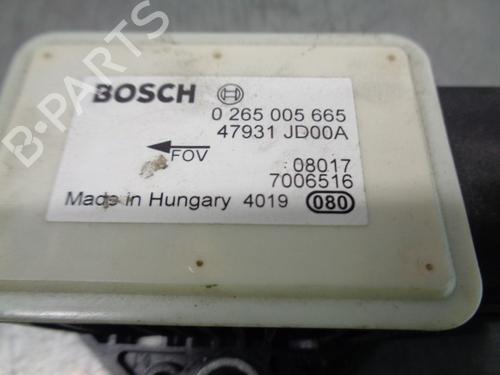 B-PARTS
BOSCH
0 265 005 665
47931 JD00A
FOV
08017
7006516
Made in Hungary 4019 080